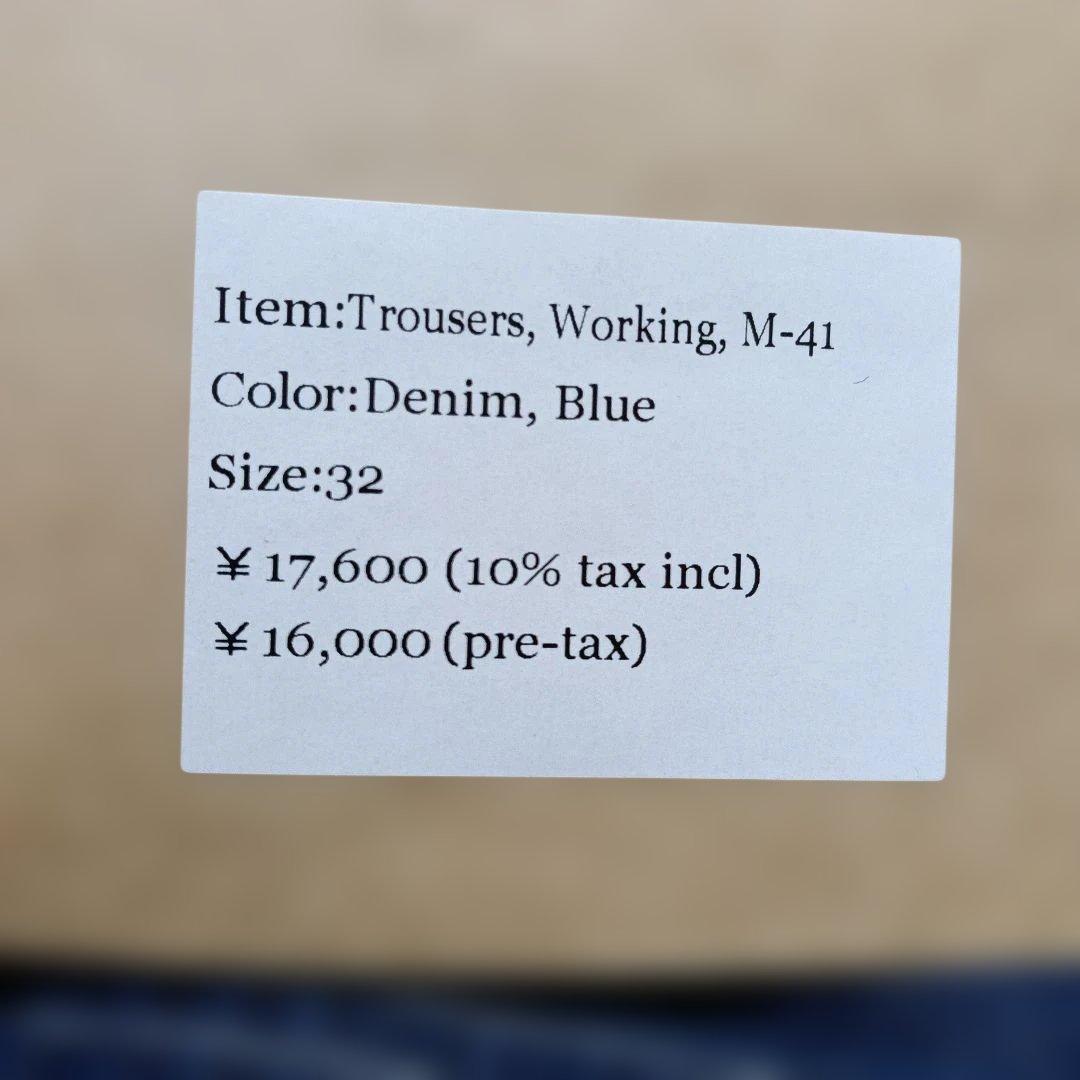 Item:Trousers, Working, M-41
Color:Denim, Blue
Size:32
¥ 17,600 (10% tax incl)
¥ 16,000 (pre-tax)